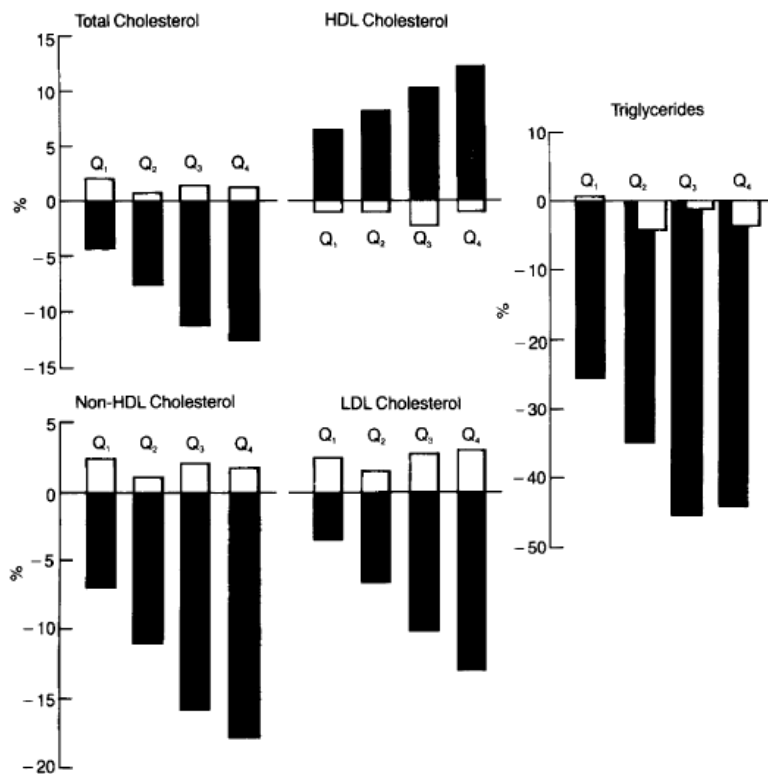 Total Cholesterol
15
10
5
0
−5
−10
−15
%
Q₁ Q₂ Q₃ Q₄
HDL Cholesterol
Q₁ Q₂ Q₃ Q₄
Triglycerides
10
0
−10
−20
−30
−40
−50
%
Q₁ Q₂ Q₃ Q₄
Non-HDL Cholesterol
5
0
−5
−10
−15
−20
%
Q₁ Q₂ Q₃ Q₄
LDL Cholesterol
Q₁ Q₂ Q₃ Q₄